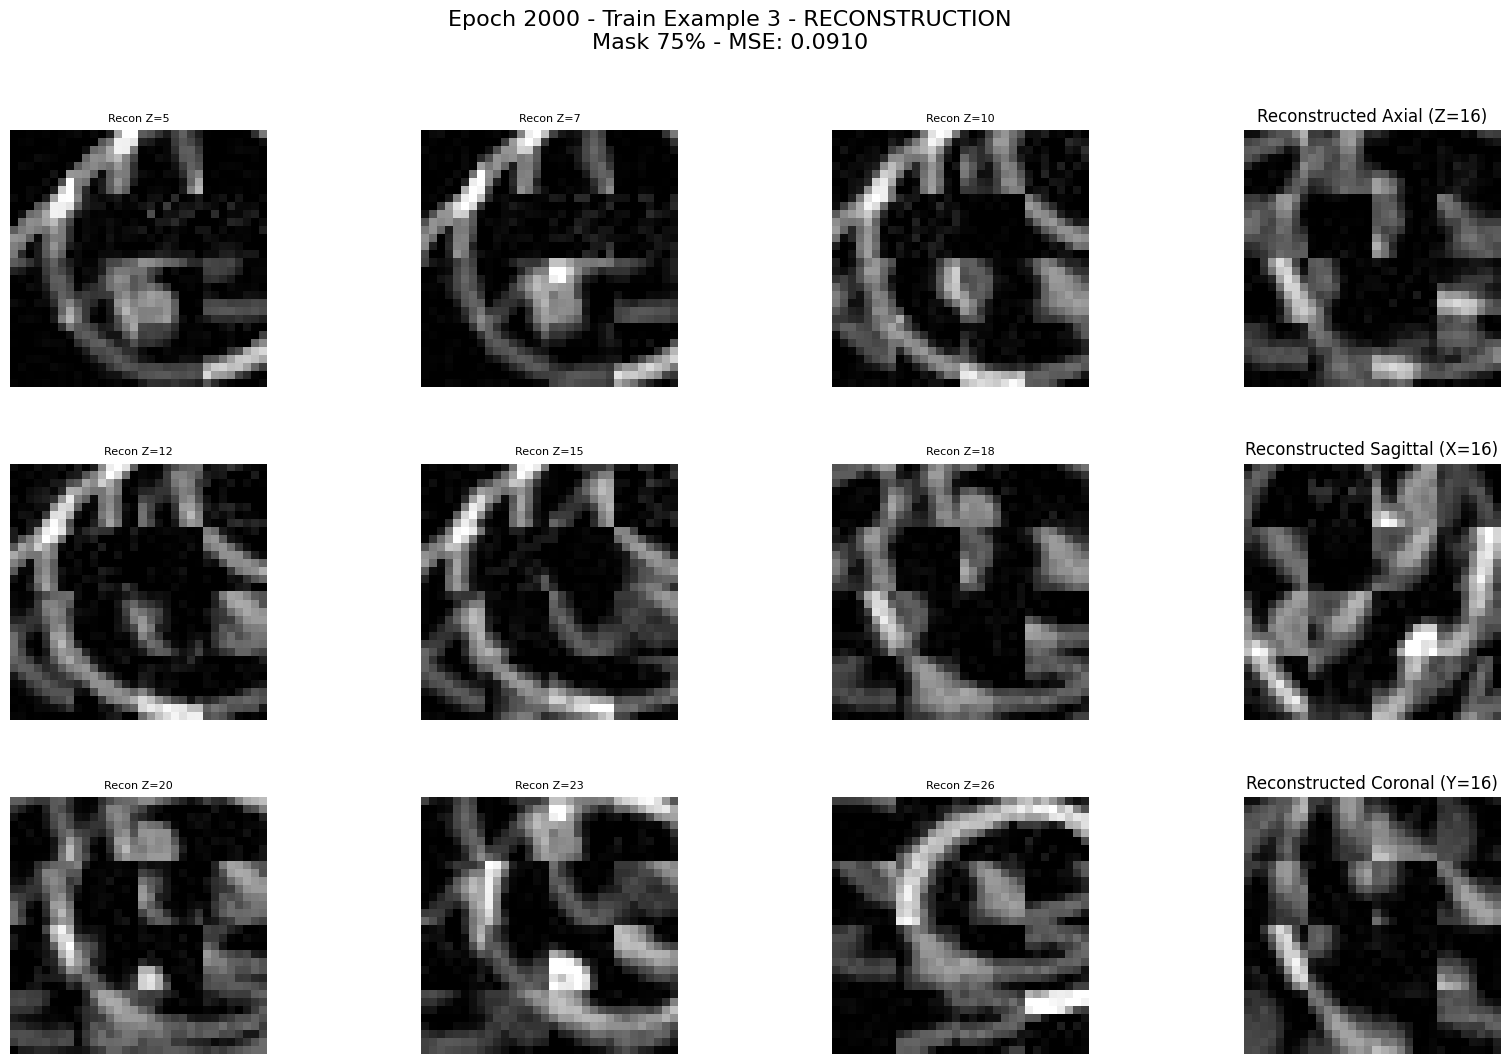 Epoch 2000 - Train Example 3 - RECONSTRUCTION
Mask 75% - MSE: 0.0910
Recon Z=5
Recon Z=7
Recon Z=10
Reconstructed Axial (Z=16)
Recon Z=12
Recon Z=15
Recon Z=18
Reconstructed Sagittal (X=16)
Recon Z=20
Recon Z=23
Recon Z=26
Reconstructed Coronal (Y=16)